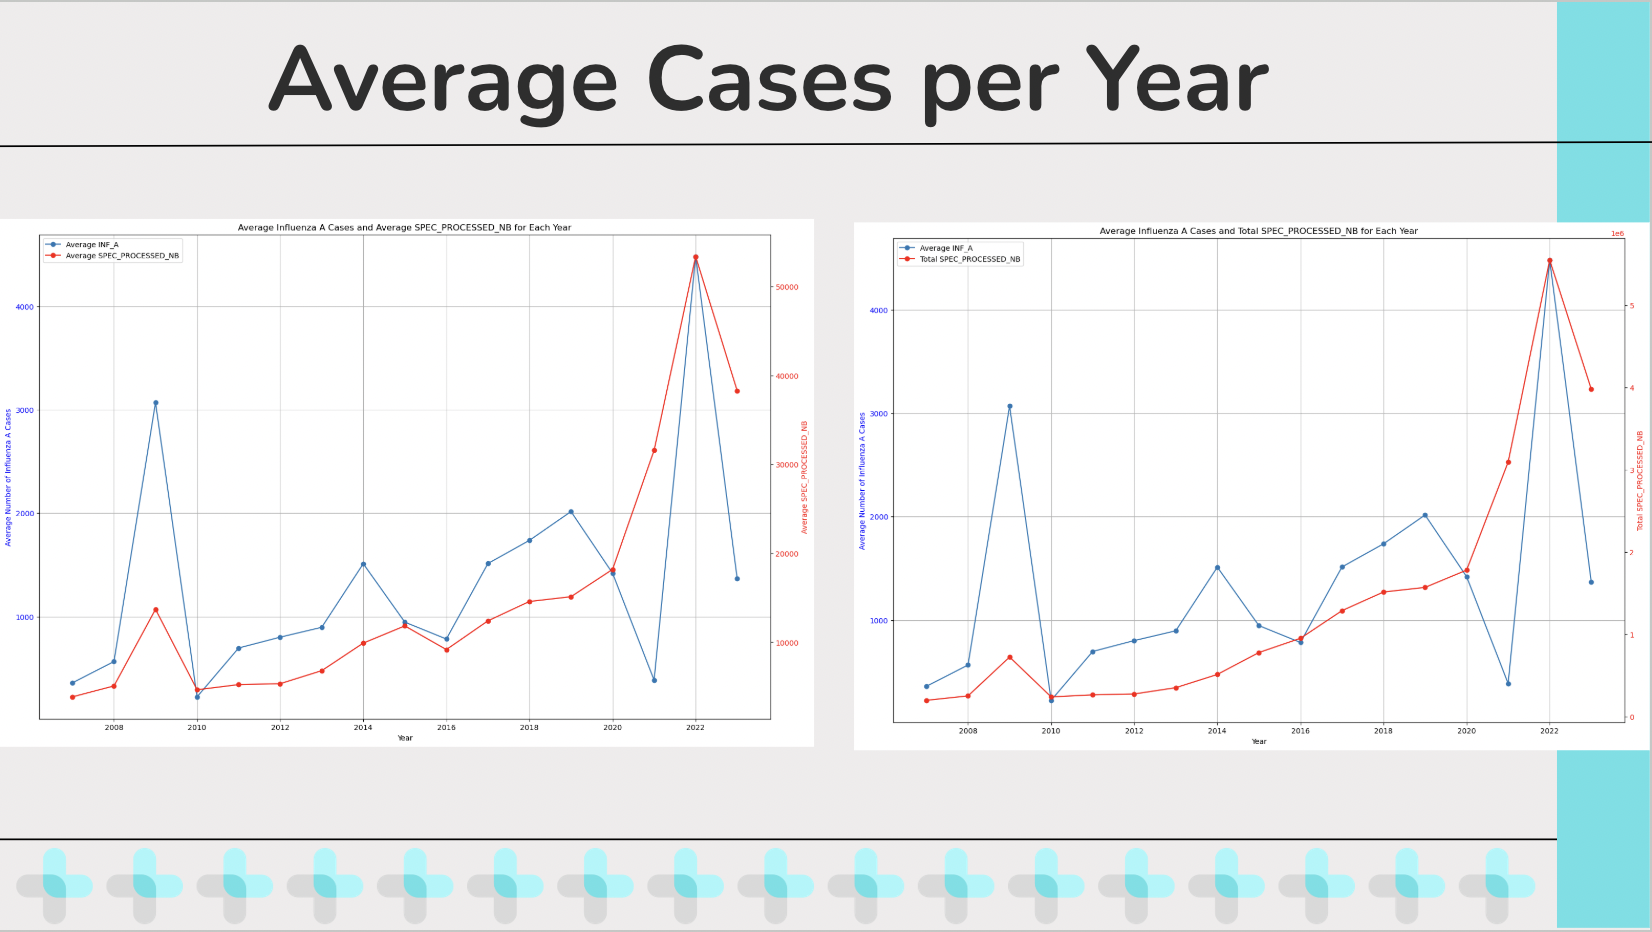 Average Cases per Year
Average Influenza A Cases and Average SPEC_PROCESSED_NB for Each Year
Average INF_A
Average SPEC_PROCESSED_NB
4000
3000
2000
1000
Average Number of Influenza A Cases
50000
40000
30000
20000
10000
Average SPEC_PROCESSED_NB
2008 2010 2012 2014 2016 2018 2020 2022
Year
Average Influenza A Cases and Total SPEC_PROCESSED_NB for Each Year
1e6
Average INF_A
Total SPEC_PROCESSED_NB
4000
3000
2000
1000
Average Number of Influenza A Cases
5
4
3
2
1
0
Total SPEC_PROCESSED_NB
2008 2010 2012 2014 2016 2018 2020 2022
Year